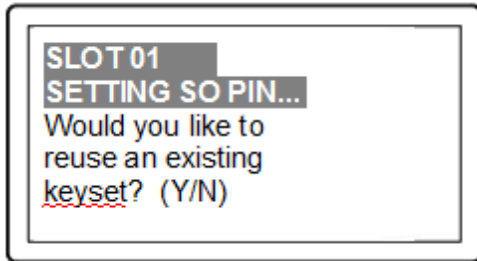 SLOT 01
SETTING SO PIN...
Would you like to
reuse an existing
keyset? (Y/N)